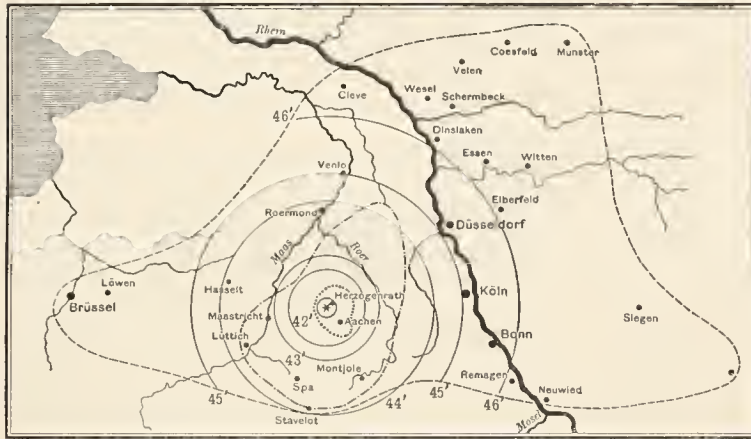 Rhein
Coesfeld
Münster
Velen
Cleve
Wesel
Schermbeck
46'
Dinslaken
Essen
Witten
Venlo
Elberfeld
Roermond
Düsseldorf
Maas
Roer
Löwen
Hasselt
Herzogenrath
Köln
Brüssel
Maastricht
42'
Aachen
Siegen
Lüttich
43'
Bonn
Montjoie
Spa
Remagen
45'
44'
45'
46'
Neuwied
Stavelot
Mosel